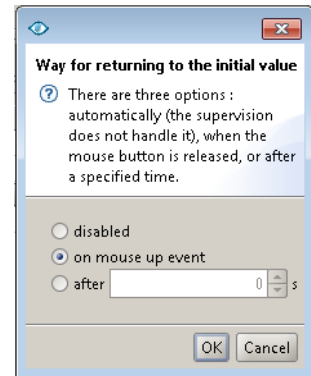 Way for returning to the initial value
There are three options :
automatically (the supervision
does not handle it), when the
mouse button is released, or after
a specified time.
disabled
on mouse up event
after 0 s
OK Cancel